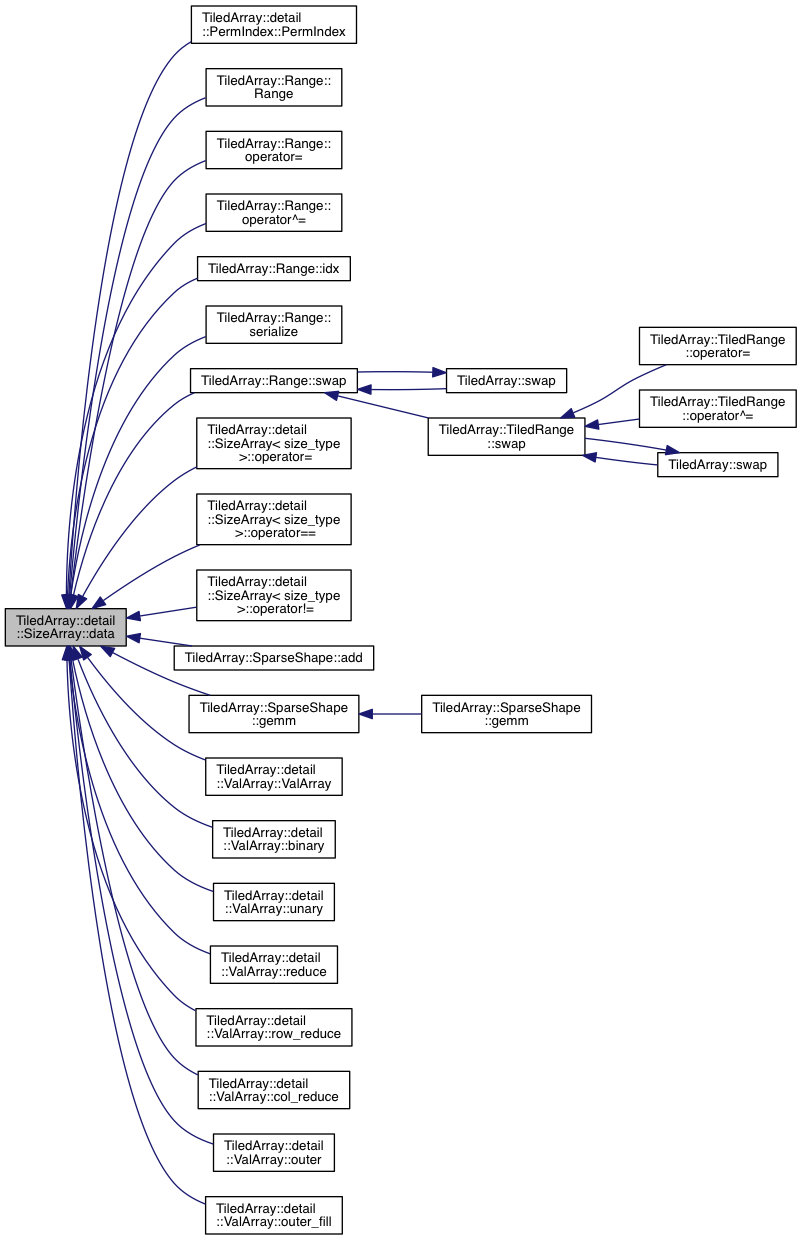 TiledArray::detail
::PermIndex::PermIndex
TiledArray::Range::
Range
TiledArray::Range::
operator=
TiledArray::Range::
operator^=
TiledArray::Range::idx
TiledArray::Range::
serialize
TiledArray::Range::swap
TiledArray::swap
TiledArray::TiledRange
::operator=
TiledArray::TiledRange
::operator^=
TiledArray::TiledRange
::swap
TiledArray::swap
TiledArray::detail
::SizeArray< size_type
>::operator=
TiledArray::detail
::SizeArray< size_type
>::operator==
TiledArray::detail
::SizeArray< size_type
>::operator!=
TiledArray::detail
::SizeArray::data
TiledArray::SparseShape::add
TiledArray::SparseShape
::gemm
TiledArray::SparseShape
::gemm
TiledArray::detail
::ValArray::ValArray
TiledArray::detail
::ValArray::binary
TiledArray::detail
::ValArray::unary
TiledArray::detail
::ValArray::reduce
TiledArray::detail
::ValArray::row_reduce
TiledArray::detail
::ValArray::col_reduce
TiledArray::detail
::ValArray::outer
TiledArray::detail
::ValArray::outer_fill